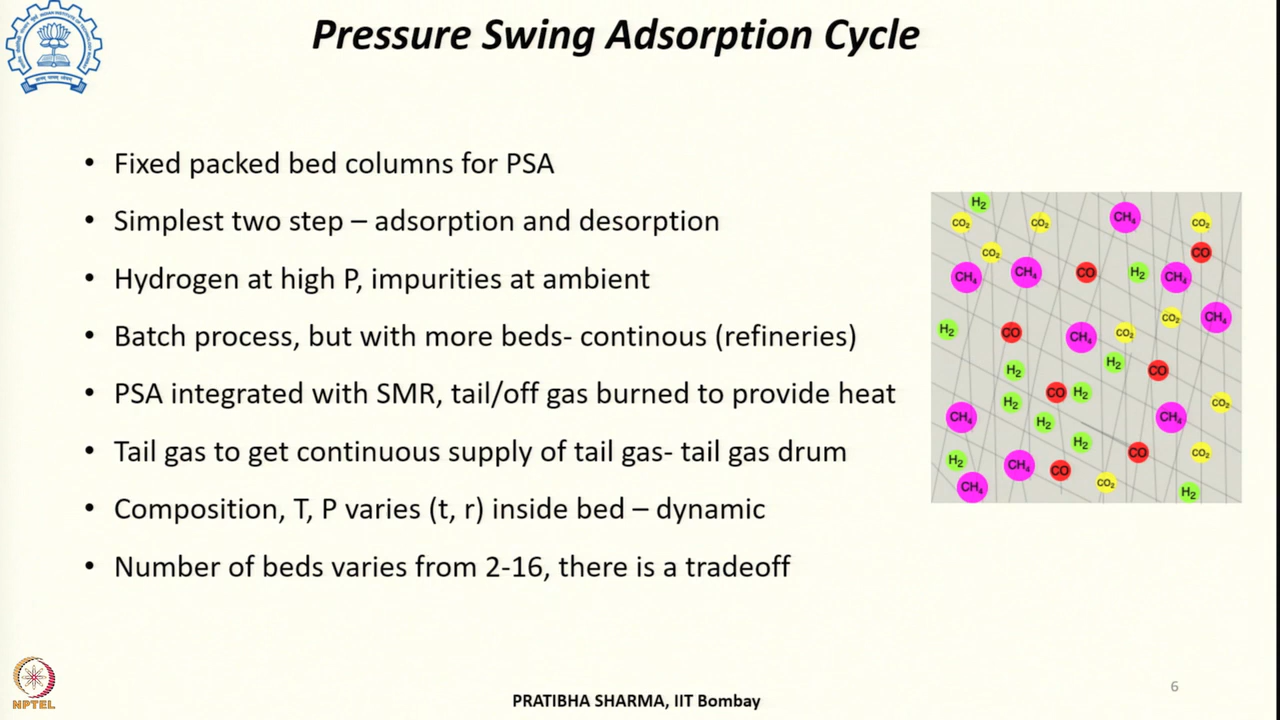 Pressure Swing Adsorption Cycle
• Fixed packed bed columns for PSA
• Simplest two step – adsorption and desorption
• Hydrogen at high P, impurities at ambient
• Batch process, but with more beds- continous (refineries)
• PSA integrated with SMR, tail/off gas burned to provide heat
• Tail gas to get continuous supply of tail gas- tail gas drum
• Composition, T, P varies (t, r) inside bed – dynamic
• Number of beds varies from 2-16, there is a tradeoff
H₂
CO₂ CO₂ CH₄ CO₂
CO₂ CO
CH₄ CH₄ CO H₂ CH₄
H₂ CO CH₄ CO₂ CO₂ CH₄
H₂ H₂ CO
H₂ CO H₂ CO₂
CH₄ H₂ CH₄
H₂ CO CO₂
H₂ CH₄ CO
CH₄ CO₂ H₂
NPTEL
PRATIBHA SHARMA, IIT Bombay
6